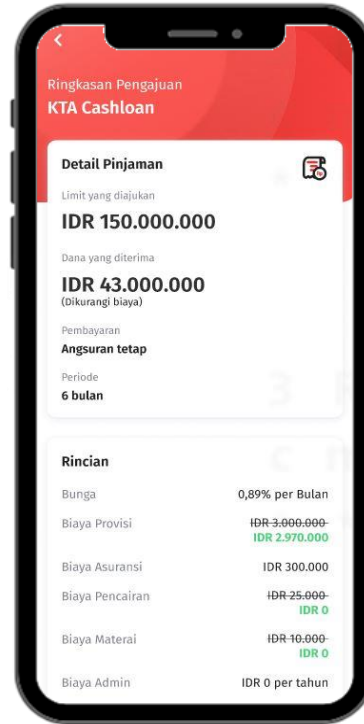 Ringkasan Pengajuan
KTA Cashloan
Detail Pinjaman
Limit yang diajukan
IDR 150.000.000
Dana yang diterima
IDR 43.000.000
(Dikurangi biaya)
Pembayaran
Angsuran tetap
Periode
6 bulan
Rincian
Bunga 0,89% per Bulan
Biaya Provisi IDR 3.000.000
IDR 2.970.000
Biaya Asuransi IDR 300.000
Biaya Pencairan IDR 25.000
IDR 0
Biaya Materai IDR 10.000
IDR 0
Biaya Admin IDR 0 per tahun